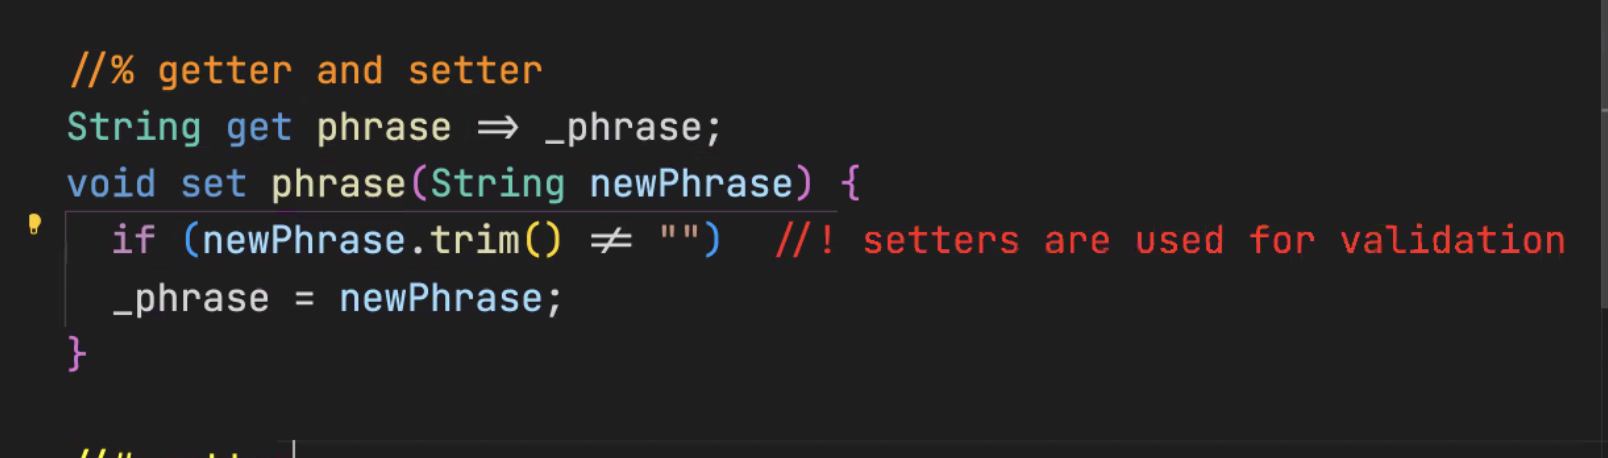 //% getter and setter
String get phrase => _phrase;
void set phrase(String newPhrase) {
if (newPhrase.trim() != "") //! setters are used for validation
_phrase = newPhrase;
}